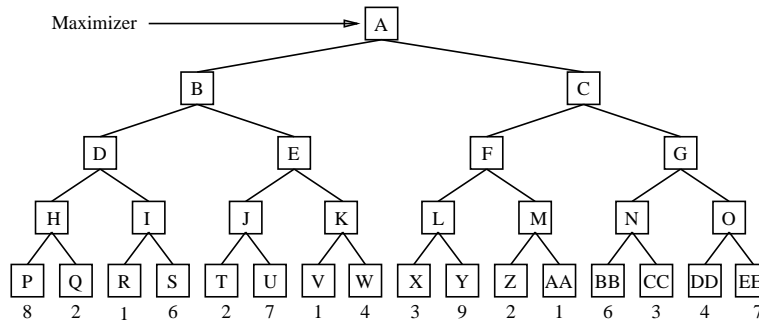 Maximizer A
B C
D E F G
H I J K L M N O
P Q R S T U V W X Y Z AA BB CC DD EE
8 2 1 6 2 7 1 4 3 9 2 1 6 3 4 7